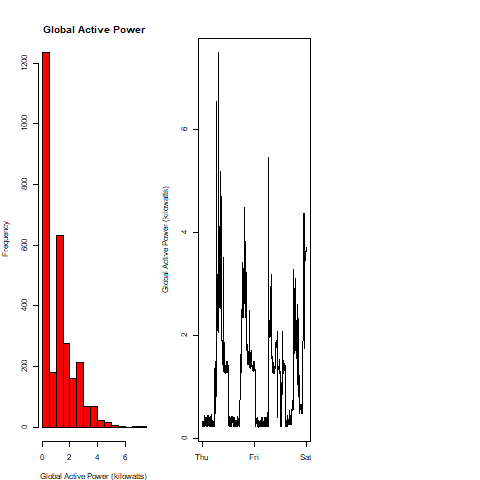 Global Active Power
Frequency
0
200
400
600
800
1000
1200
0 2 4 6
Global Active Power (kilowatts)
Global Active Power (kilowatts)
0
2
4
6
Thu Fri Sat